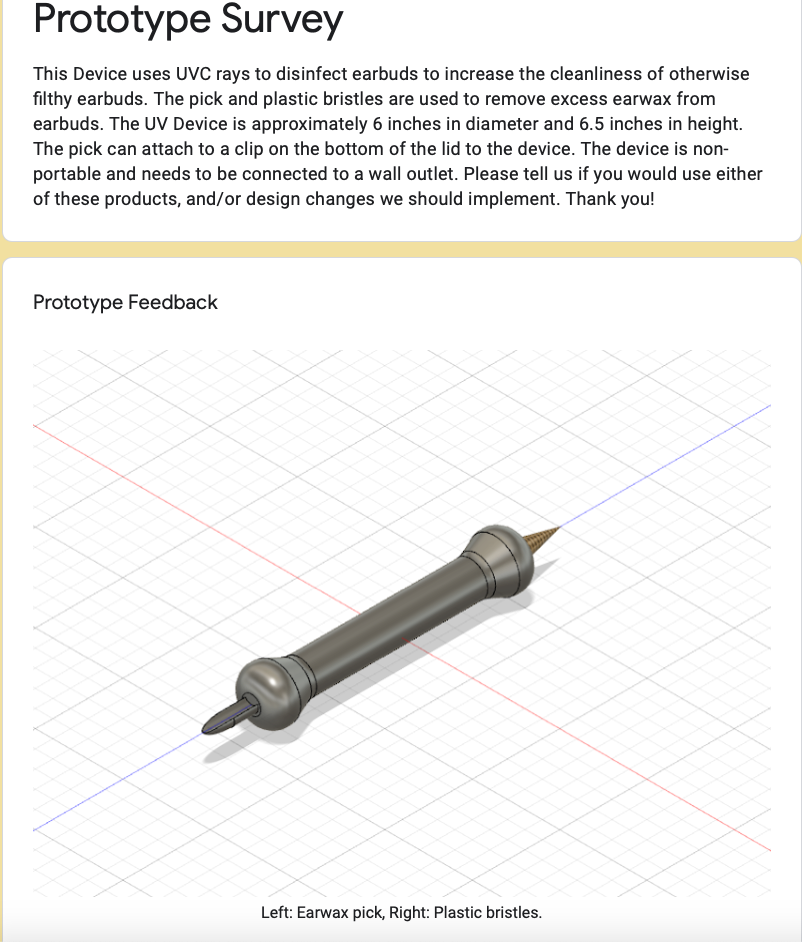 Prototype Survey
This Device uses UVC rays to disinfect earbuds to increase the cleanliness of otherwise
filthy earbuds. The pick and plastic bristles are used to remove excess earwax from
earbuds. The UV Device is approximately 6 inches in diameter and 6.5 inches in height.
The pick can attach to a clip on the bottom of the lid to the device. The device is non-
portable and needs to be connected to a wall outlet. Please tell us if you would use either
of these products, and/or design changes we should implement. Thank you!
Prototype Feedback
Left: Earwax pick, Right: Plastic bristles.